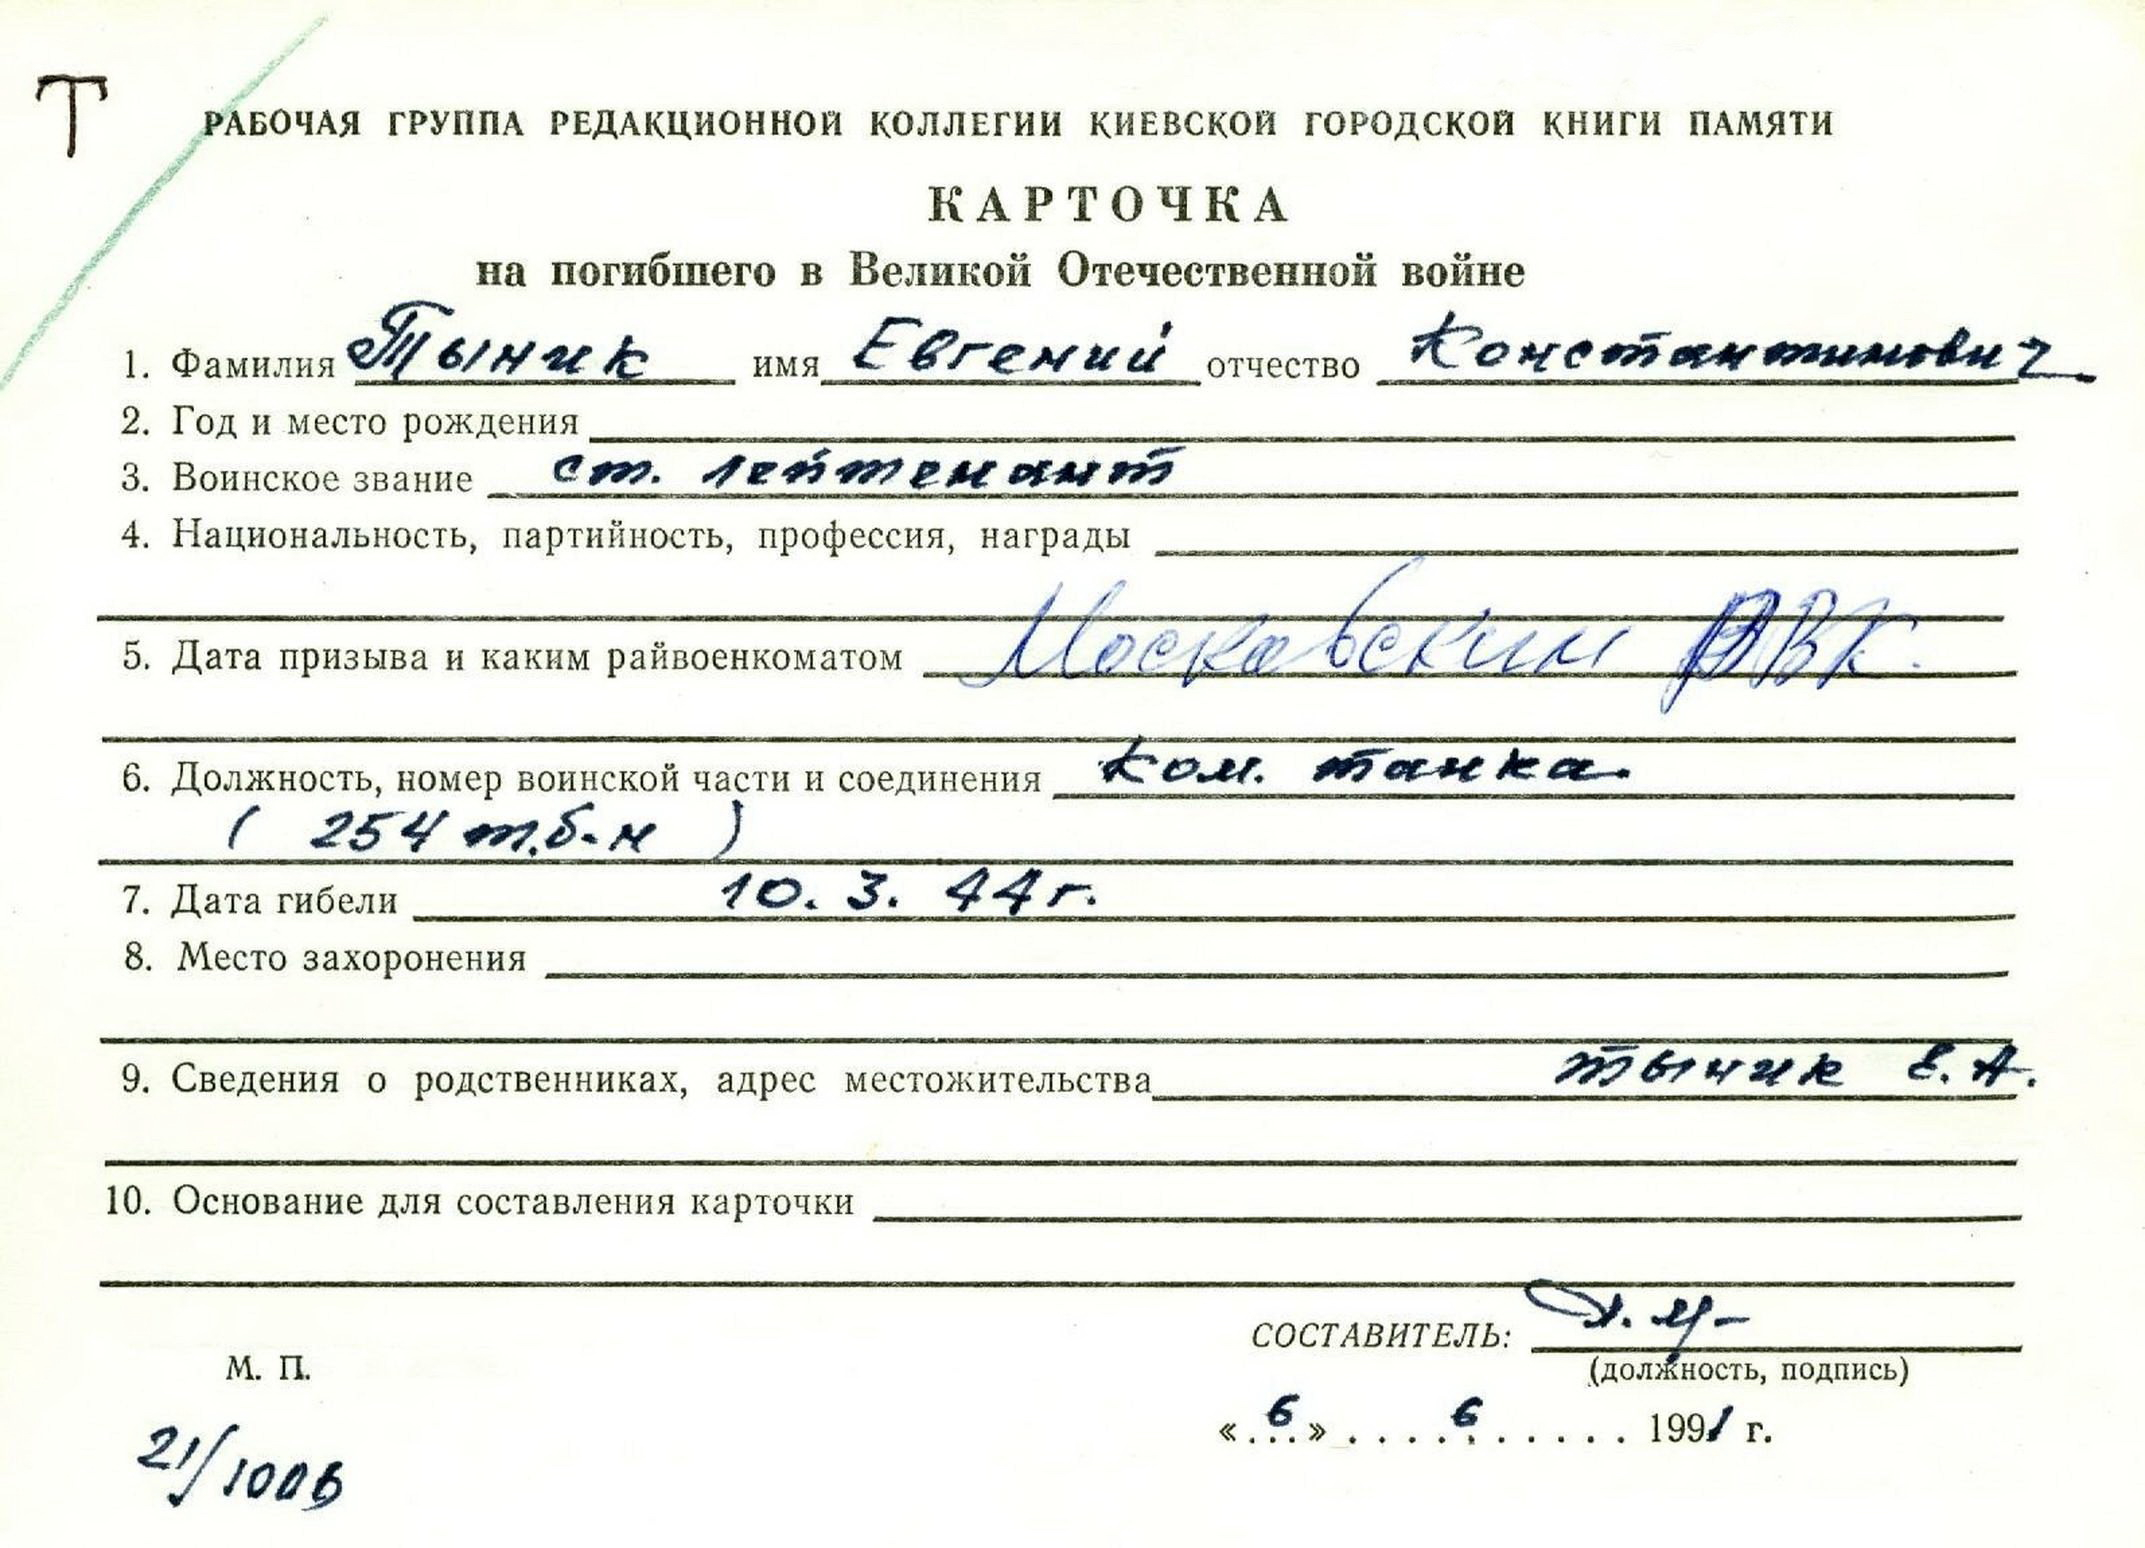 Т
РАБОЧАЯ ГРУППА РЕДАКЦИОННОЙ КОЛЛЕГИИ КИЕВСКОЙ ГОРОДСКОЙ КНИГИ ПАМЯТИ
КАРТОЧКА
на погибшего в Великой Отечественной войне
1. Фамилия Тыник имя Евгений отчество Константинович
2. Год и место рождения
3. Воинское звание ст. лейтенант
4. Национальность, партийность, профессия, награды
5. Дата призыва и каким райвоенкоматом Московским РВК.
6. Должность, номер воинской части и соединения ком. танка.
( 254 т.б-н )
7. Дата гибели 10. 3. 44 г.
8. Место захоронения
9. Сведения о родственниках, адрес местожительства Тыник Е. А.
10. Основание для составления карточки
СОСТАВИТЕЛЬ:
М. П. (должность, подпись)
«. 6 . .» . . . . 6 . . . . . . 1991 г.
21/1006